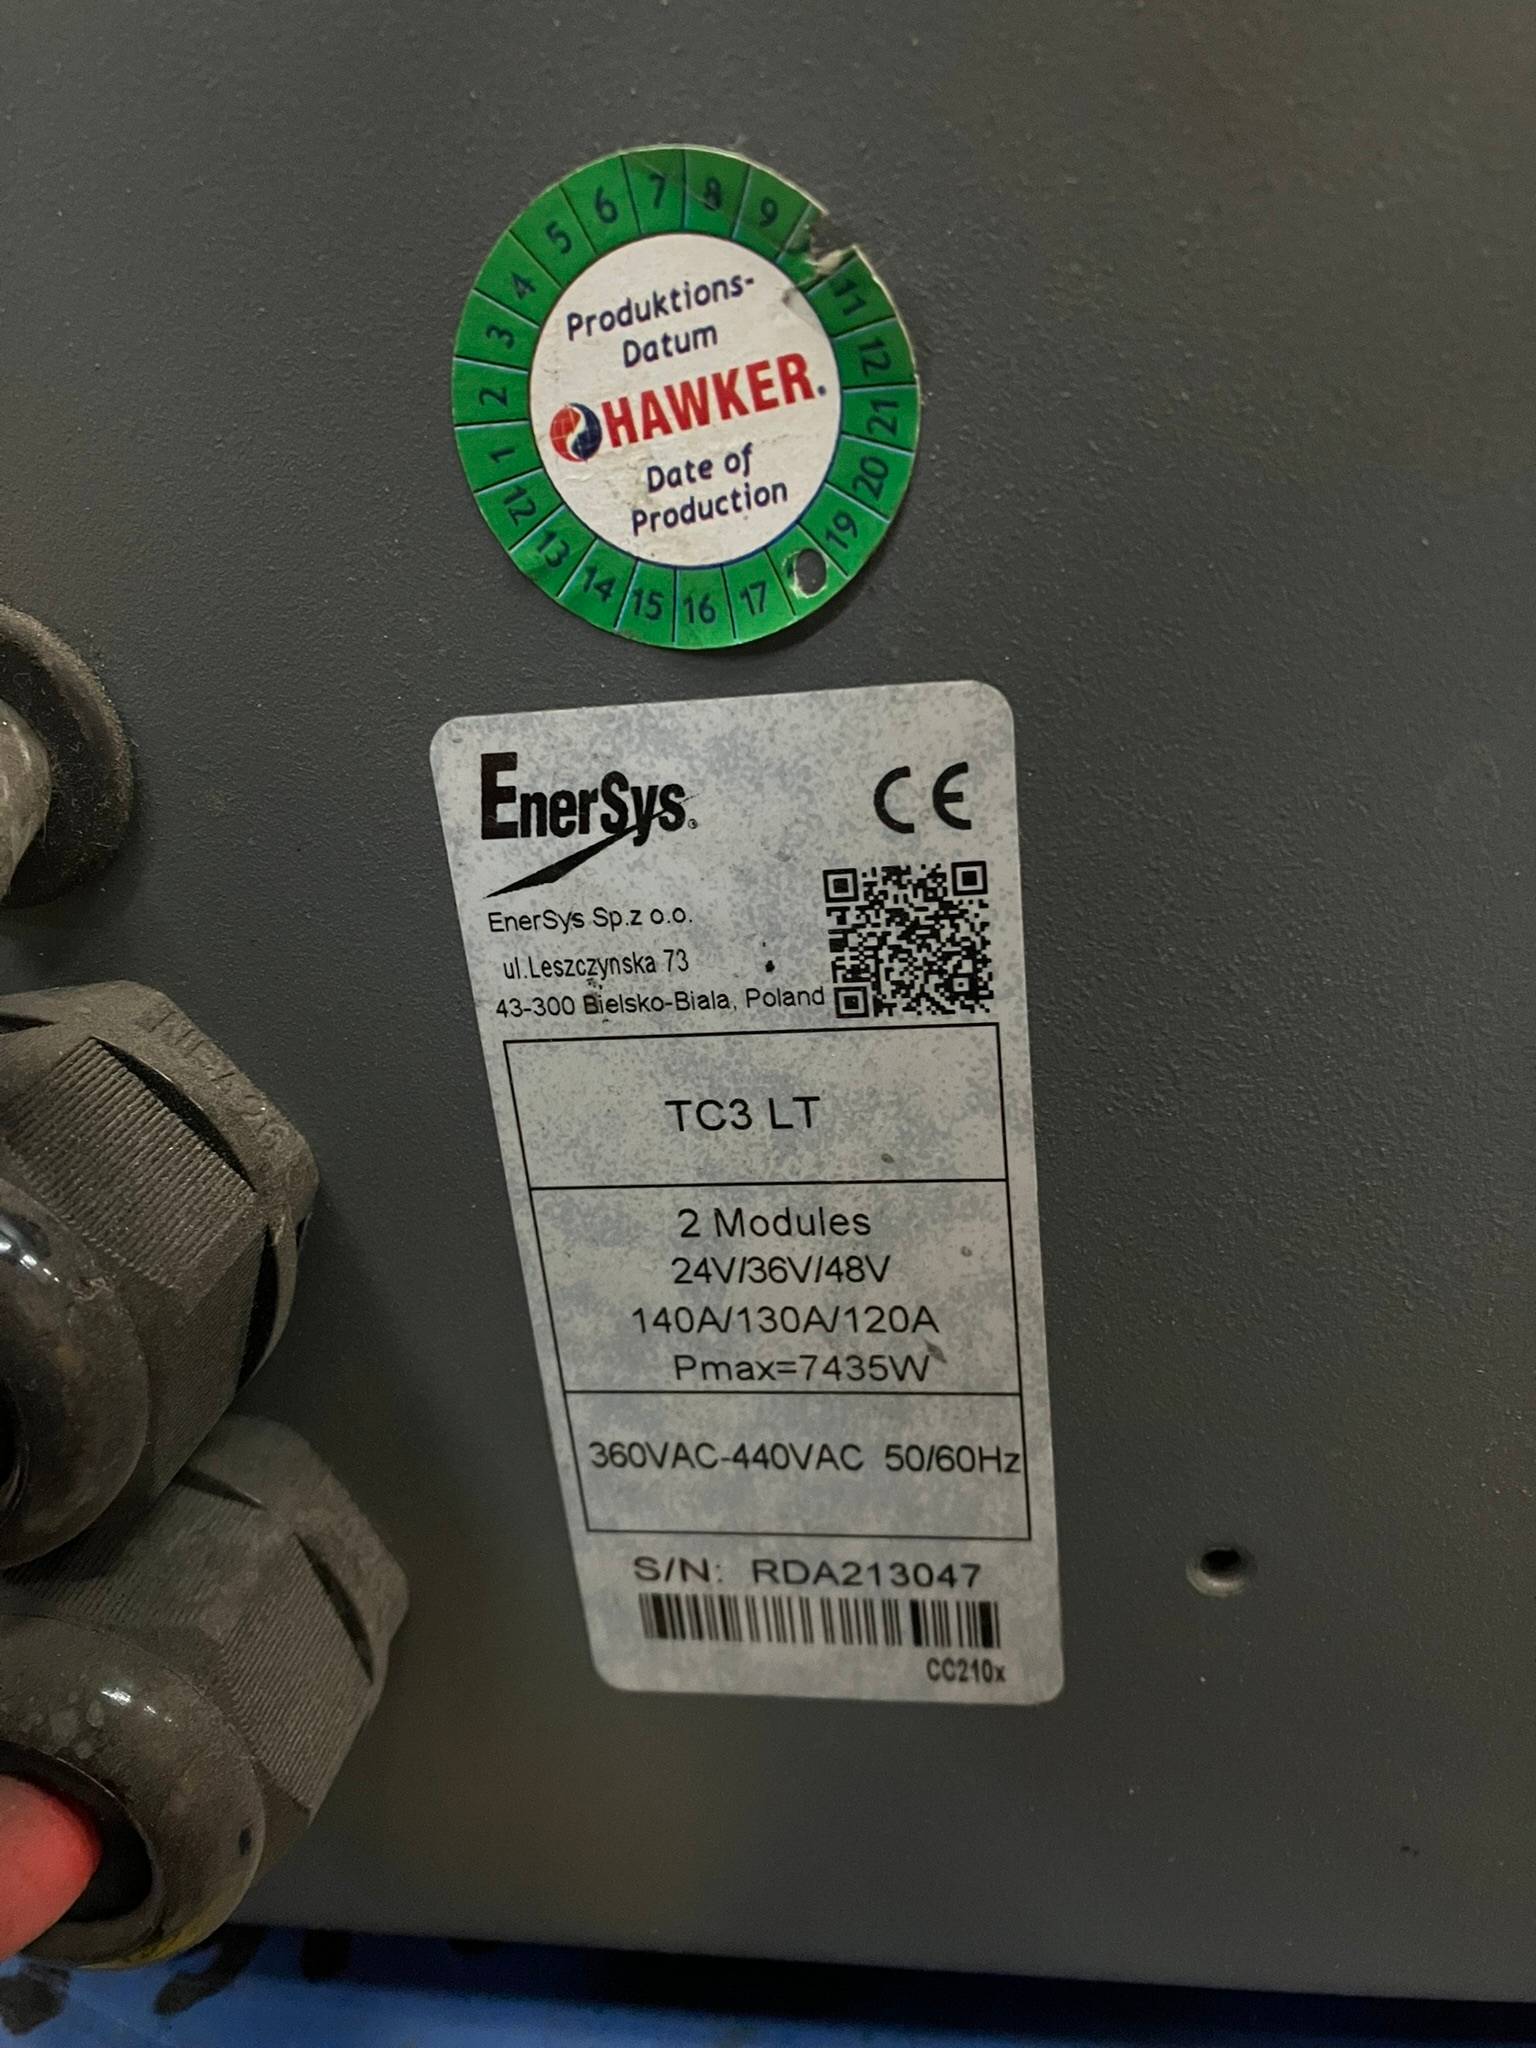 1 2 3 4 5 6 7 8 9 11 12
12 13 14 15 16 17 19 20 21
Produktions-
Datum
HAWKER.
Date of
Production
EnerSys®
CE
EnerSys Sp.z o.o.
ul.Leszczynska 73
43-300 Bielsko-Biala, Poland
TC3 LT
2 Modules
24V/36V/48V
140A/130A/120A
Pmax=7435W
360VAC-440VAC 50/60Hz
S/N: RDA213047
CC210x